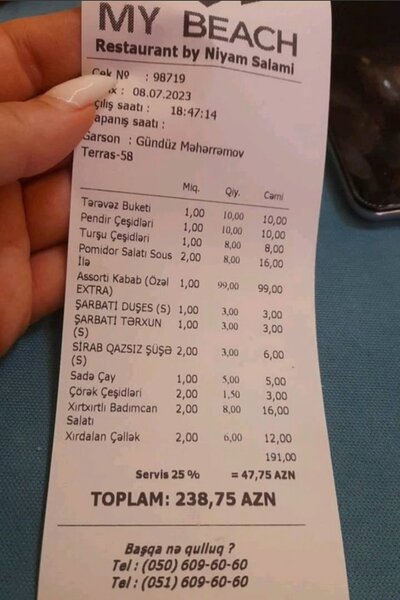 MY BEACH
Restaurant by Niyam Salami
Çek № : 98719
: 08.07.2023
saatı : 18:47:14
saatı :
Garson : Gündüz Məhərrəmov
Terras-58
Miq. Qiy. Cəmi
Tərəvəz Buketi 1,00 10,00 10,00
Pendir Çeşidləri 1,00 10,00 10,00
Turşu Çeşidləri 1,00 8,00 8,00
Pomidor Salatı Sous 2,00 8,00 16,00
İlə
Assorti Kabab (Özəl 1,00 99,00 99,00
EXTRA)
ŞARBATİ DUŞES (S) 1,00 3,00 3,00
ŞARBATİ TƏRXUN 1,00 3,00 3,00
(S)
SİRAB QAZSIZ ŞÜŞƏ 2,00 3,00 6,00
(S)
Sadə Çay 1,00 5,00 5,00
Çörək Çeşidləri 2,00 1,50 3,00
Xırtxırtlı Badımcan 2,00 8,00 16,00
Salatı
Xırdalan Çəllək 2,00 6,00 12,00
191,00
Servis 25 % = 47,75 AZN
TOPLAM: 238,75 AZN
Başqa nə qulluq ?
Tel : (050) 609-60-60
Tel : (051) 609-60-60